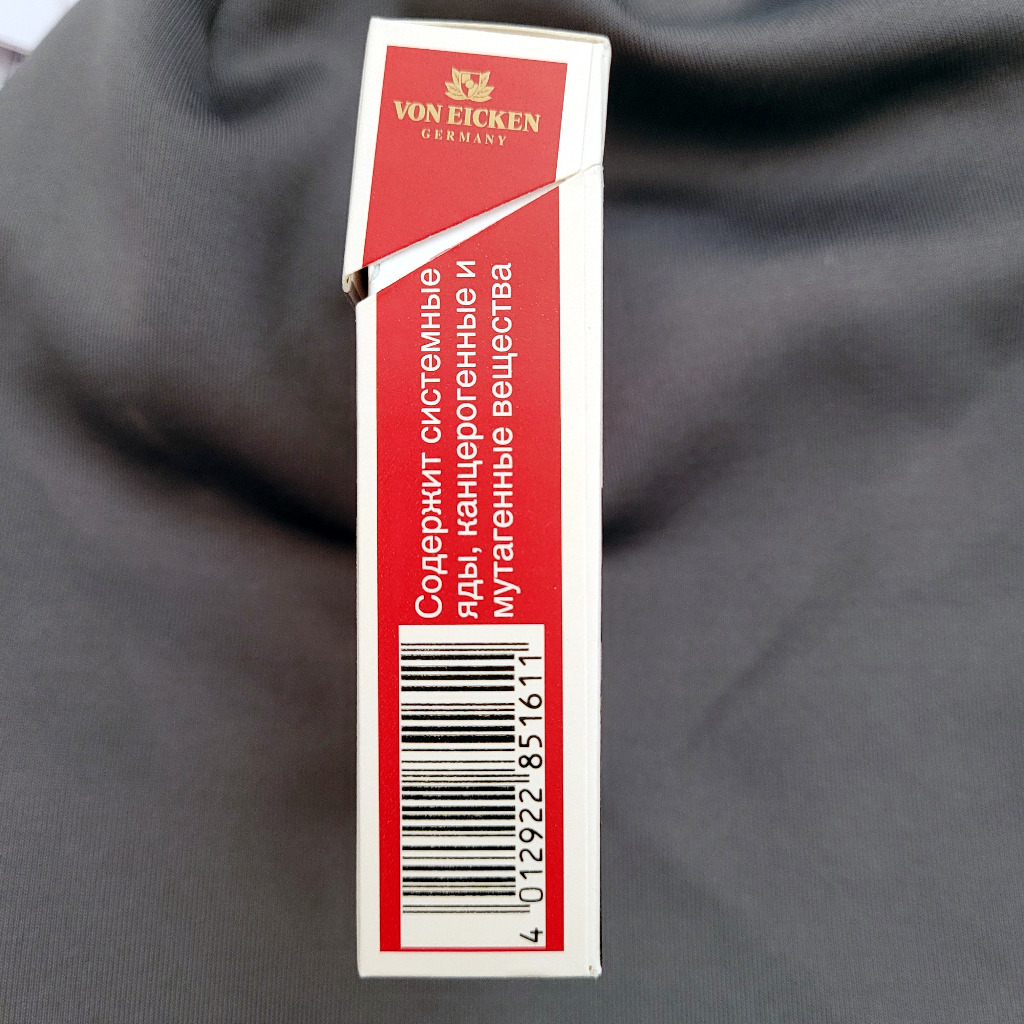 VON EICKEN
GERMANY
Содержит системные
яды, канцерогенные и
мутагенные вещества
4 012922 851611